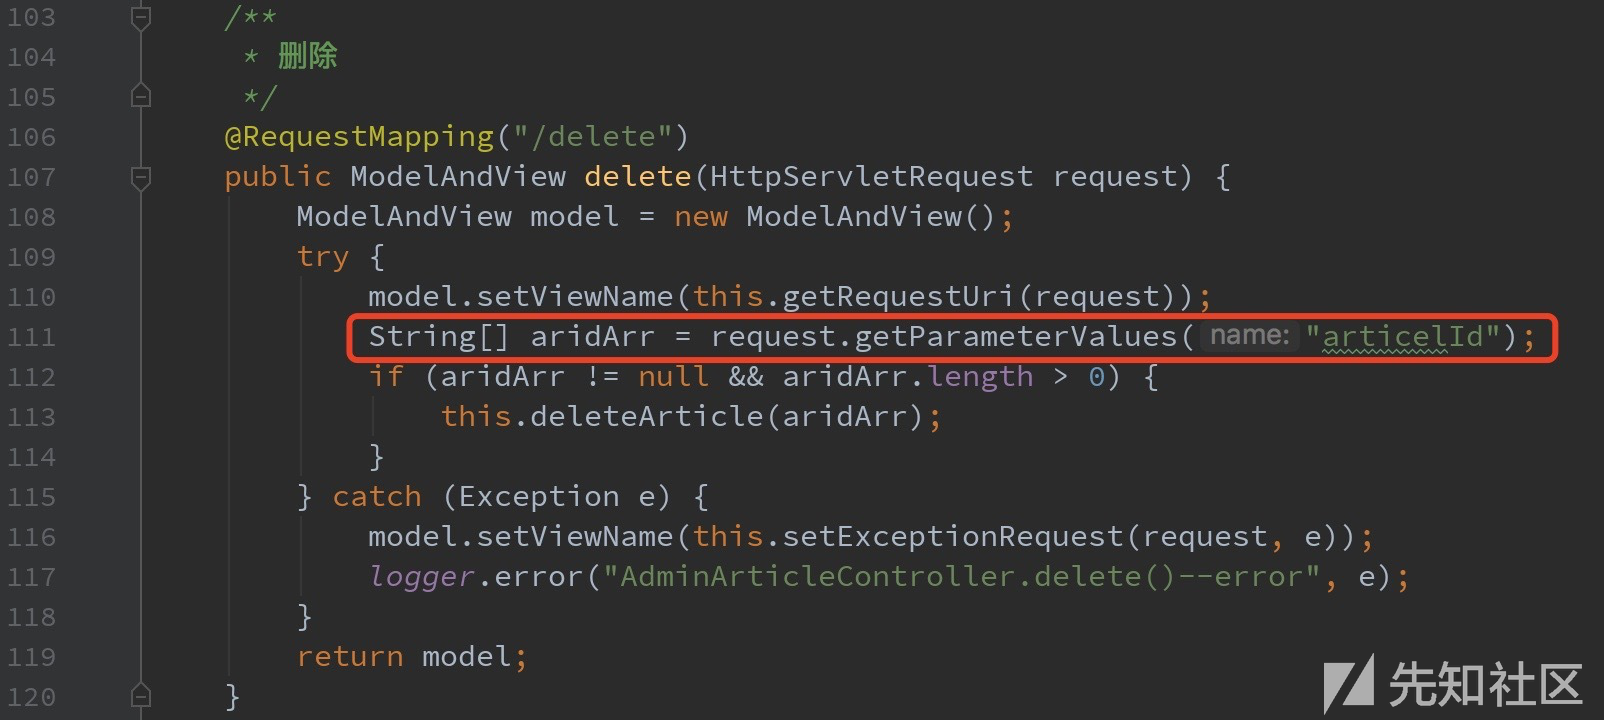 103 /**
104 * 删除
105 */
106 @RequestMapping("/delete")
107 public ModelAndView delete(HttpServletRequest request) {
108 ModelAndView model = new ModelAndView();
109 try {
110 model.setViewName(this.getRequestUri(request));
111 String[] aridArr = request.getParameterValues( name: "articelId");
112 if (aridArr != null && aridArr.length > 0) {
113 this.deleteArticle(aridArr);
114 }
115 } catch (Exception e) {
116 model.setViewName(this.setExceptionRequest(request, e));
117 logger.error("AdminArticleController.delete()--error", e);
118 }
119 return model;
120 }
先知社区